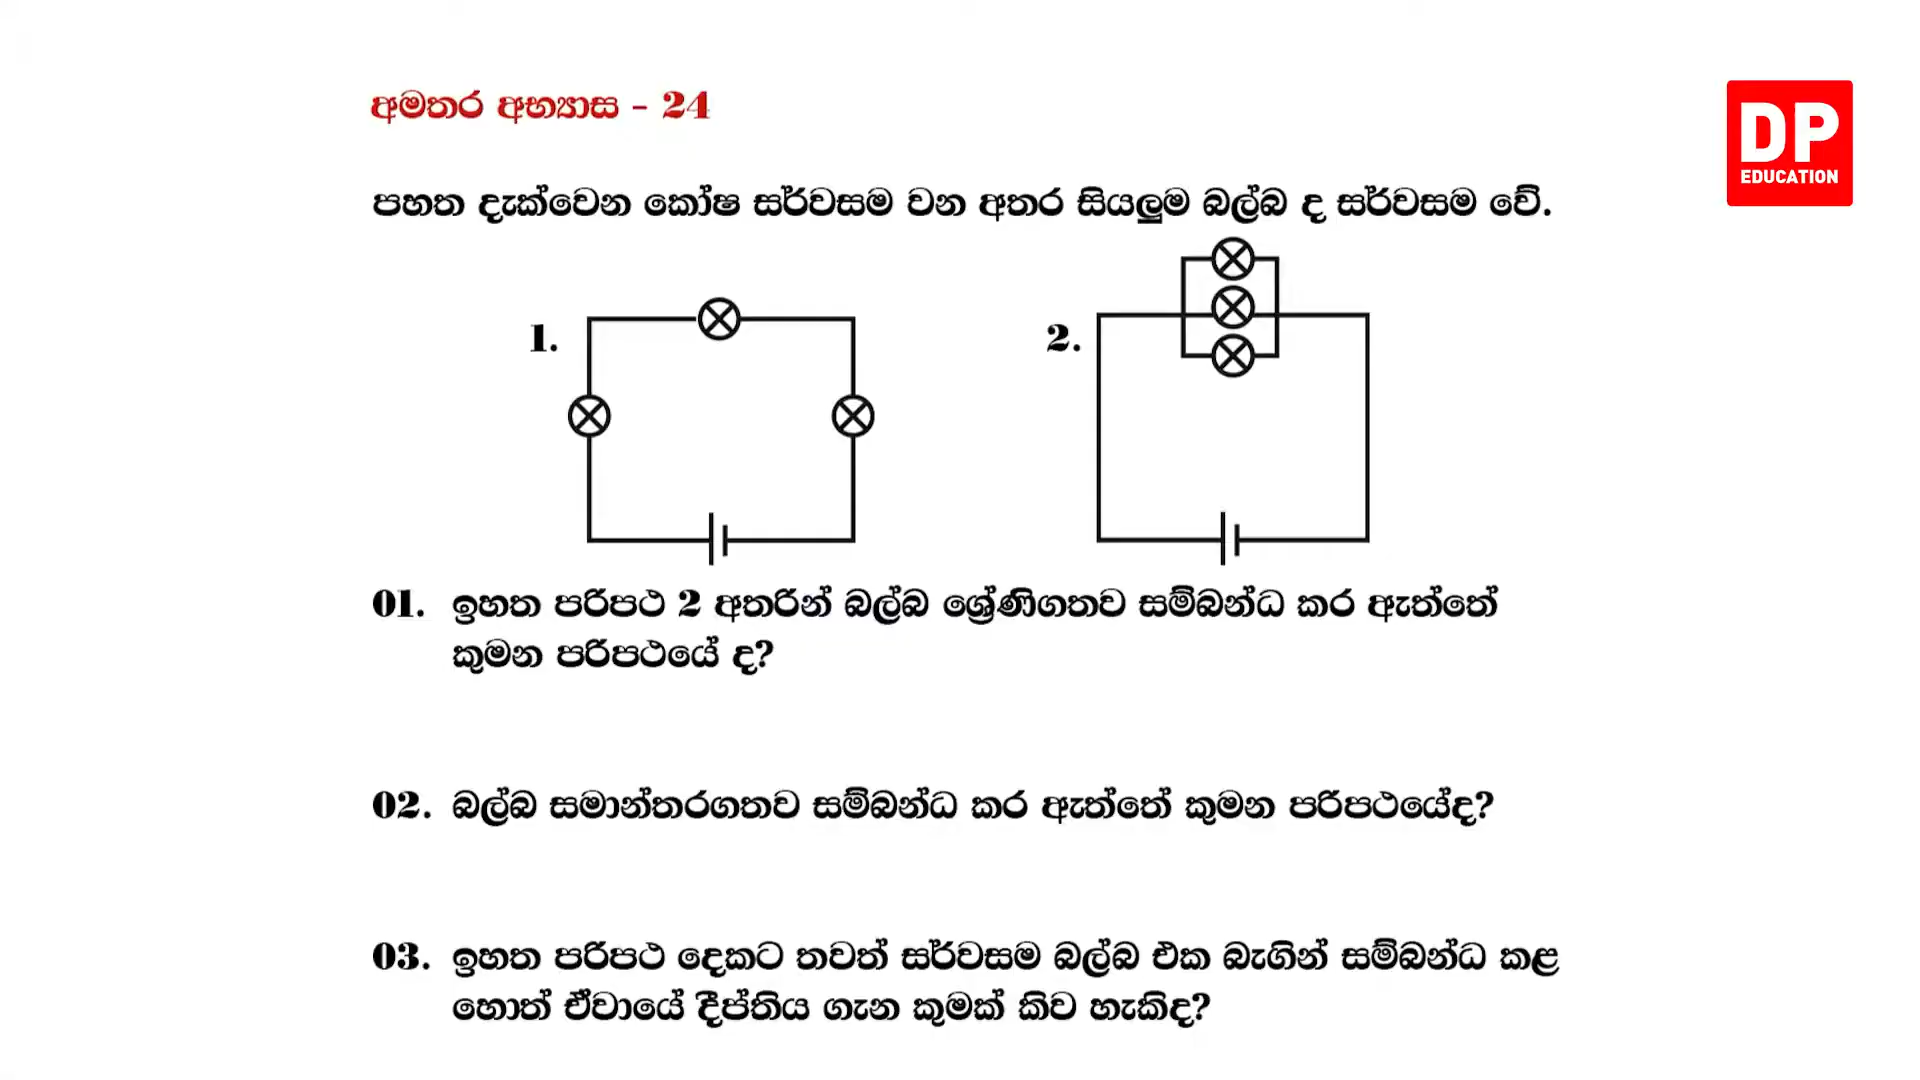 අමතර අභ්‍යාස - 24
DP
EDUCATION
පහත දැක්වෙන කෝෂ සර්වසම වන අතර සියලුම බල්බ ද සර්වසම වේ.
1.
2.
01. ඉහත පරිපථ 2 අතරින් බල්බ ශ්‍රේණිගතව සම්බන්ධ කර ඇත්තේ
කුමන පරිපථයේ ද?
02. බල්බ සමාන්තරගතව සම්බන්ධ කර ඇත්තේ කුමන පරිපථයේද?
03. ඉහත පරිපථ දෙකට තවත් සර්වසම බල්බ එක බැගින් සම්බන්ධ කළ
හොත් ඒවායේ දීප්තිය ගැන කුමක් කිව හැකිද?